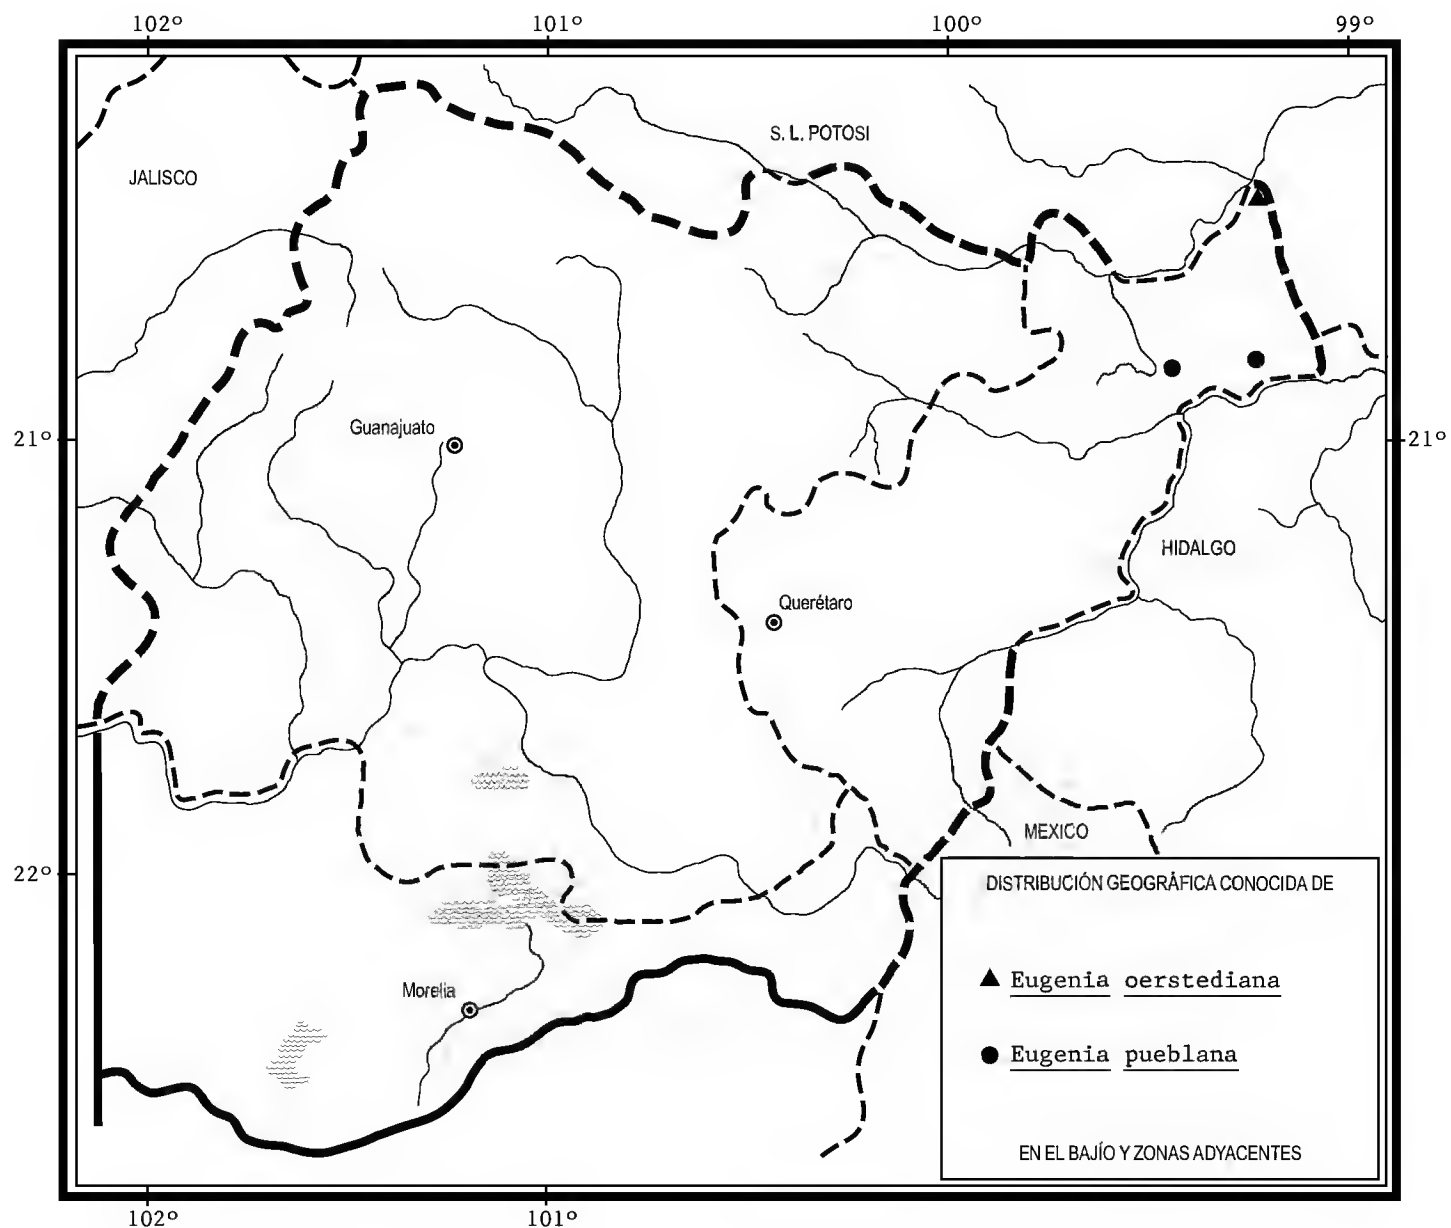 102º 101º 100º 99º
S. L. POTOSI
JALISCO
Guanajuato
21º 21º
HIDALGO
Querétaro
MEXICO
22º
DISTRIBUCIÓN GEOGRÁFICA CONOCIDA DE
Eugenia oerstediana
Morelia
Eugenia pueblana
EN EL BAJÍO Y ZONAS ADYACENTES
102º 101º